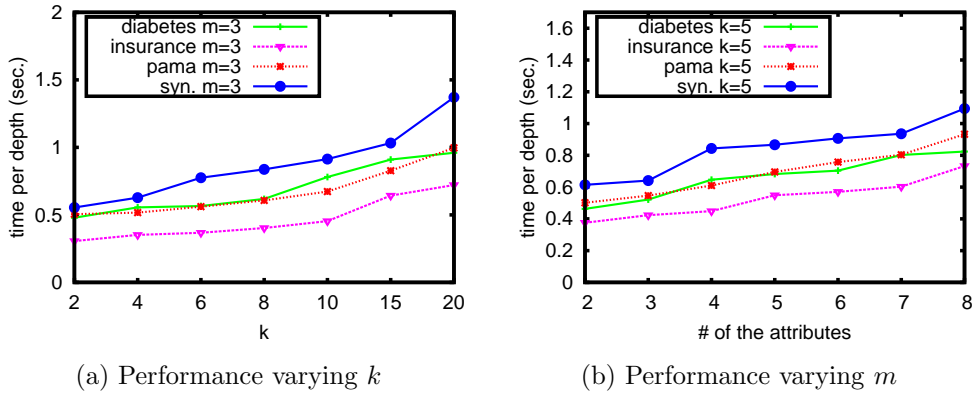 2
1.5
1
0.5
0
time per depth (sec.)
diabetes m=3
insurance m=3
pama m=3
syn. m=3
2 4 6 8 10 15 20
k
(a) Performance varying k
1.6
1.4
1.2
1
0.8
0.6
0.4
0.2
0
time per depth (sec.)
diabetes k=5
insurance k=5
pama k=5
syn. k=5
2 3 4 5 6 7 8
# of the attributes
(b) Performance varying m